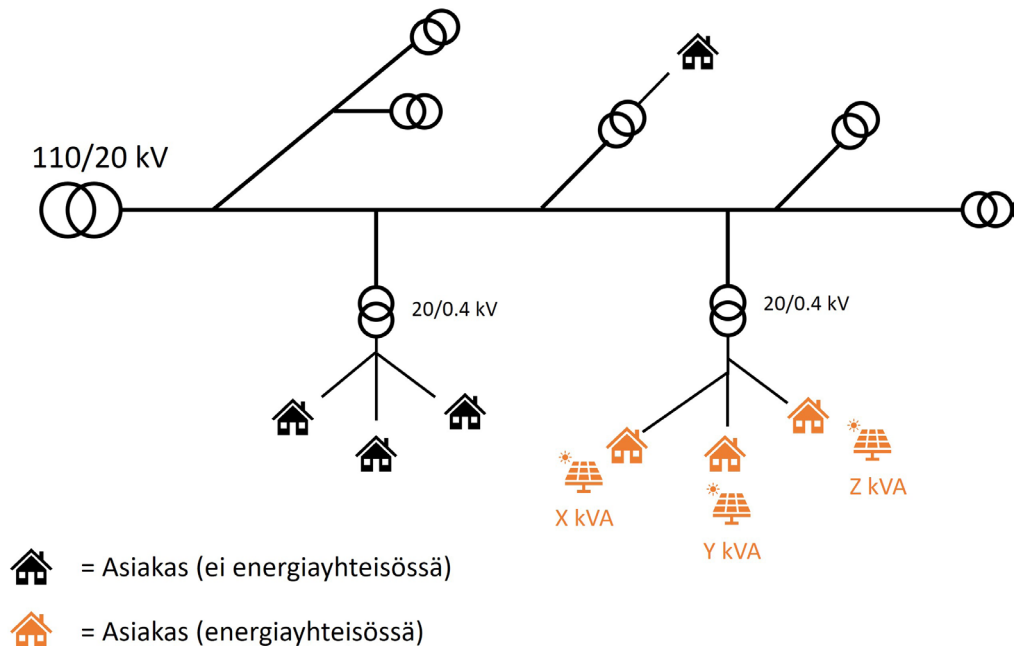 110/20 kV
20/0.4 kV
20/0.4 kV
X kVA
Y kVA
Z kVA
= Asiakas (ei energiayhteisössä)
= Asiakas (energiayhteisössä)